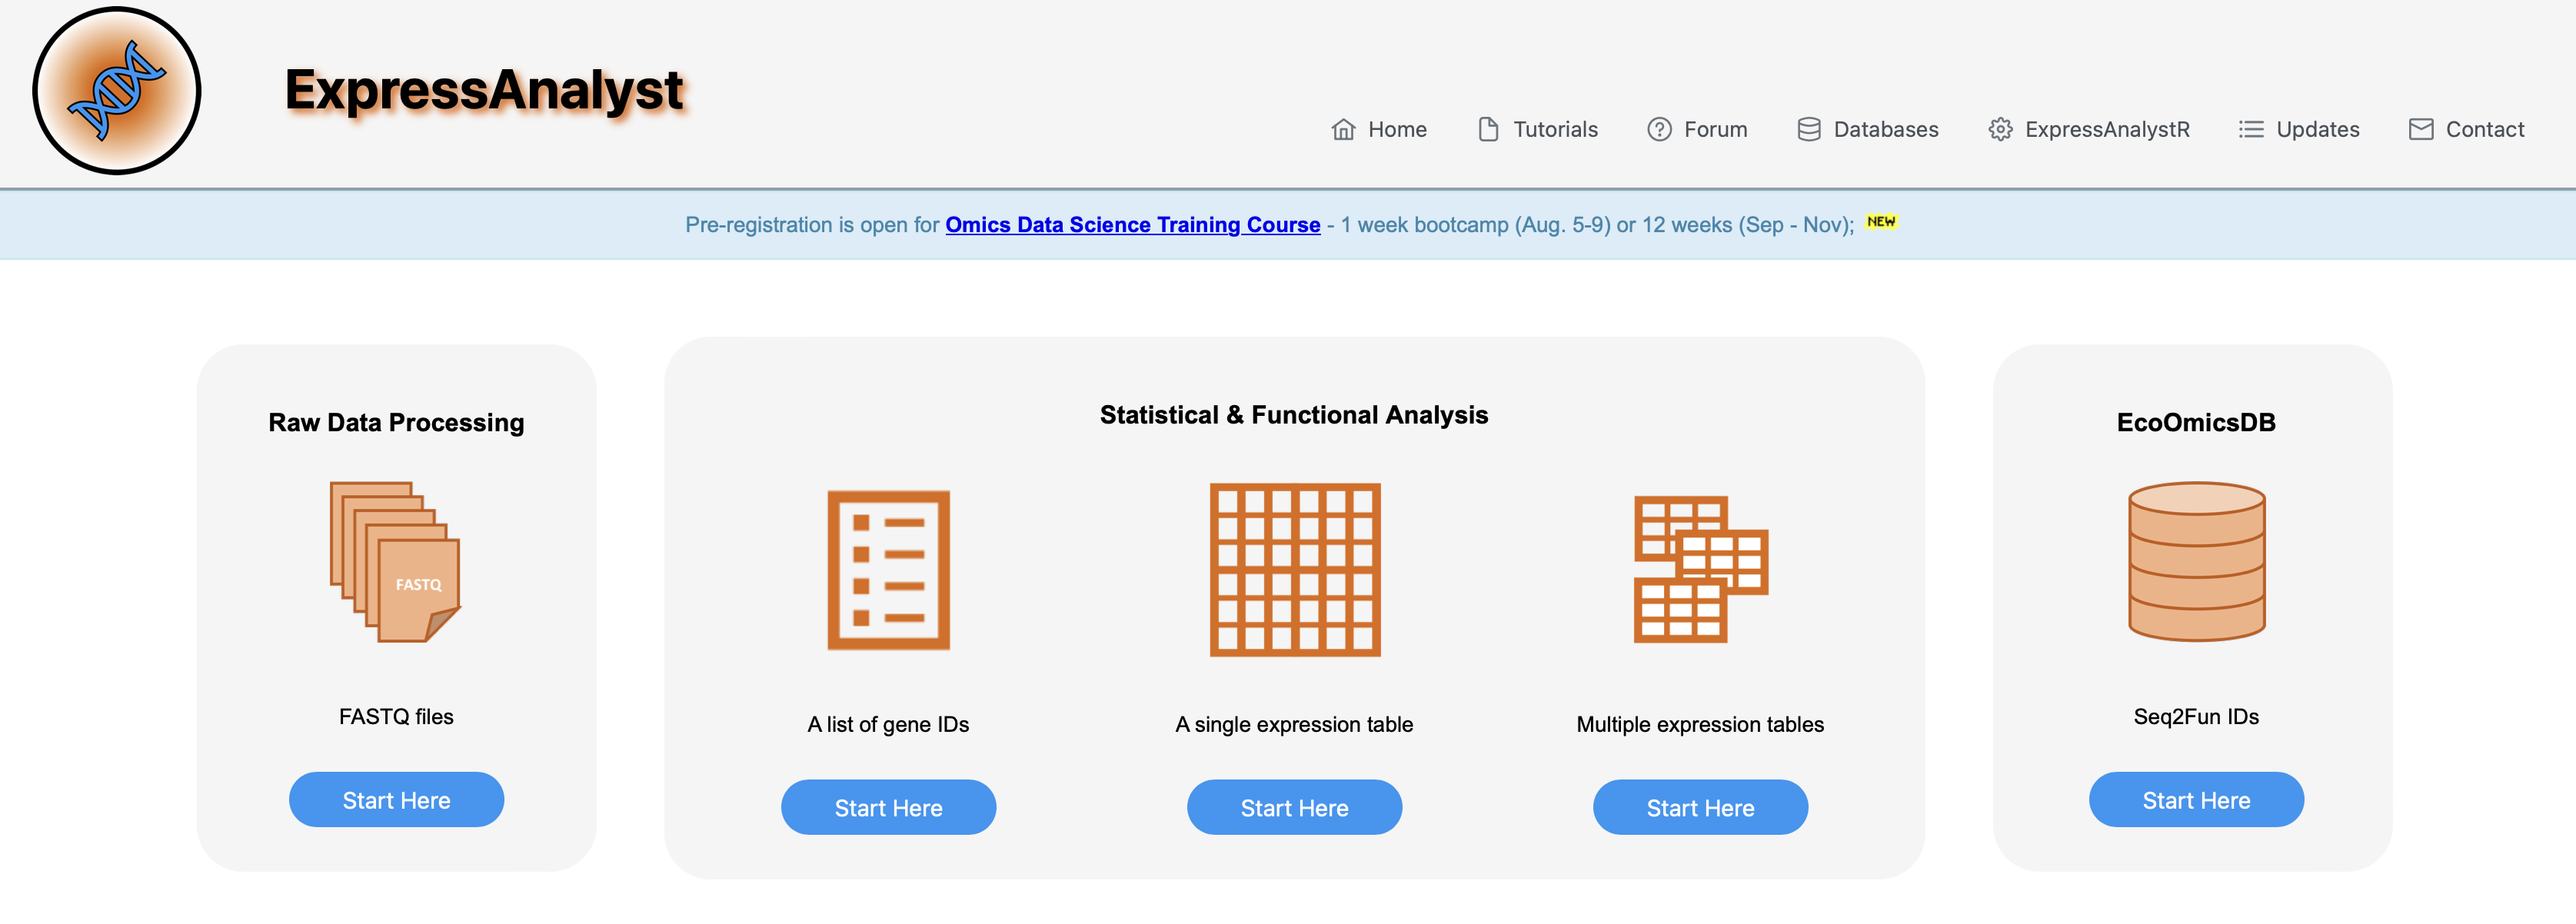 ExpressAnalyst
Home Tutorials Forum Databases ExpressAnalystR Updates Contact
Pre-registration is open for Omics Data Science Training Course - 1 week bootcamp (Aug. 5-9) or 12 weeks (Sep - Nov); NEW
Raw Data Processing
FASTQ
FASTQ files
Start Here
Statistical & Functional Analysis
A list of gene IDs
Start Here
A single expression table
Start Here
Multiple expression tables
Start Here
EcoOmicsDB
Seq2Fun IDs
Start Here